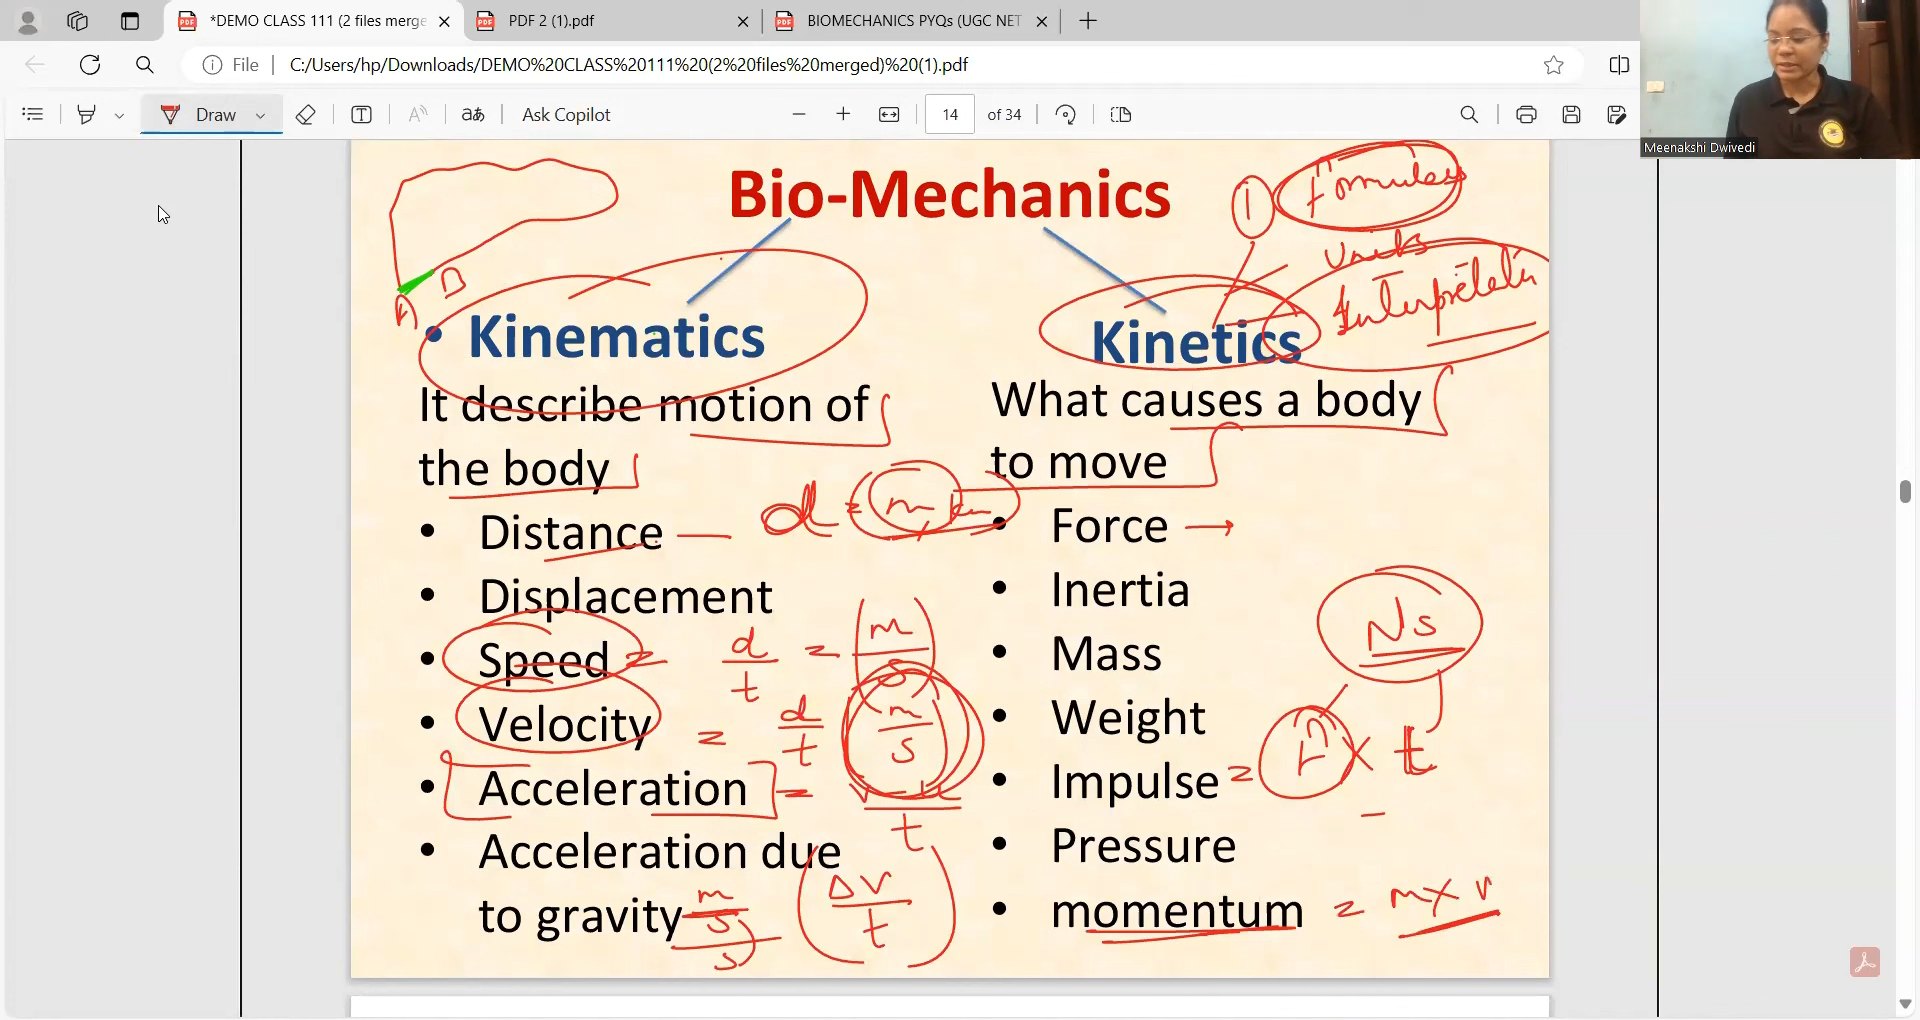 *DEMO CLASS 111 (2 files merge
PDF 2 (1).pdf
BIOMECHANICS PYQs (UGC NET
File
C:/Users/hp/Downloads/DEMO%20CLASS%20111%20(2%20files%20merged)%20(1).pdf
Draw
Ask Copilot
14 of 34
Meenakshi Dwivedi
Bio-Mechanics
1
Formulas
units
Interpretation
A
B
• Kinematics
It describe motion of
the body
• Distance — d = m, km
• Displacement
• Speed = d/t = m/s
• Velocity = d/t m/s
• Acceleration = v-u/t
• Acceleration due
to gravity
m/s/s
Δv/t
Kinetics
What causes a body
to move
• Force →
• Inertia
• Mass
• Weight
• Impulse = F × t
Ns
• Pressure
• momentum = m × v